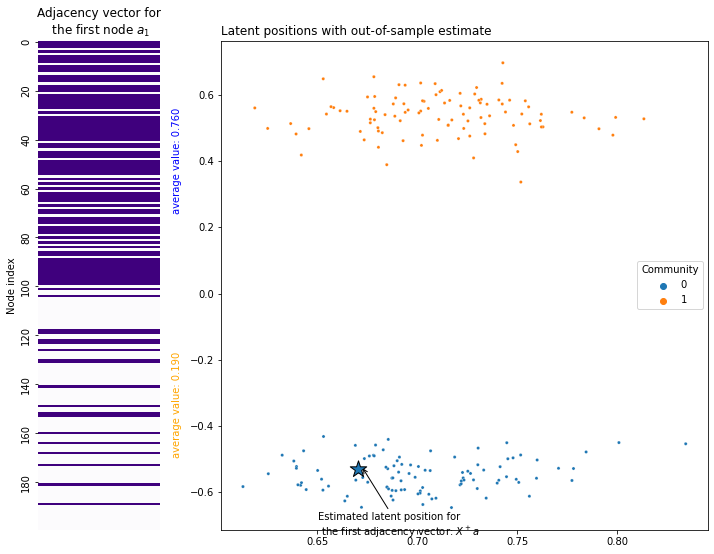 Adjacency vector for
the first node a₁
Latent positions with out-of-sample estimate
Node index
0
20
40
60
80
100
120
140
160
180
average value: 0.760
average value: 0.190
0.6
0.4
0.2
0.0
−0.2
−0.4
−0.6
Community
0
1
Estimated latent position for
the first adjacency vector: X⁺a
0.65
0.70
0.75
0.80